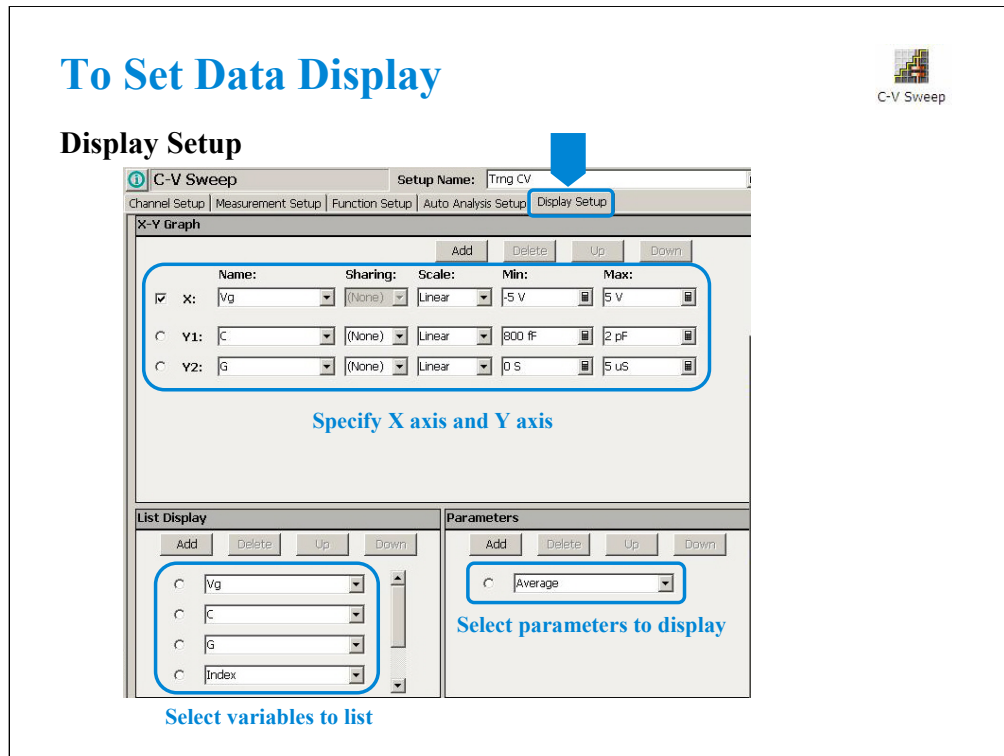 To Set Data Display
C-V Sweep
Display Setup
C-V Sweep Setup Name: Trng CV
Channel Setup Measurement Setup Function Setup Auto Analysis Setup Display Setup
X-Y Graph
Add Delete Up Down
Name: Sharing: Scale: Min: Max:
X: Vg (None) Linear -5 V 5 V
Y1: C (None) Linear 800 fF 2 pF
Y2: G (None) Linear 0 S 5 uS
Specify X axis and Y axis
List Display
Add Delete Up Down
Vg
C
G
Index
Select variables to list
Parameters
Add Delete Up Down
Average
Select parameters to display